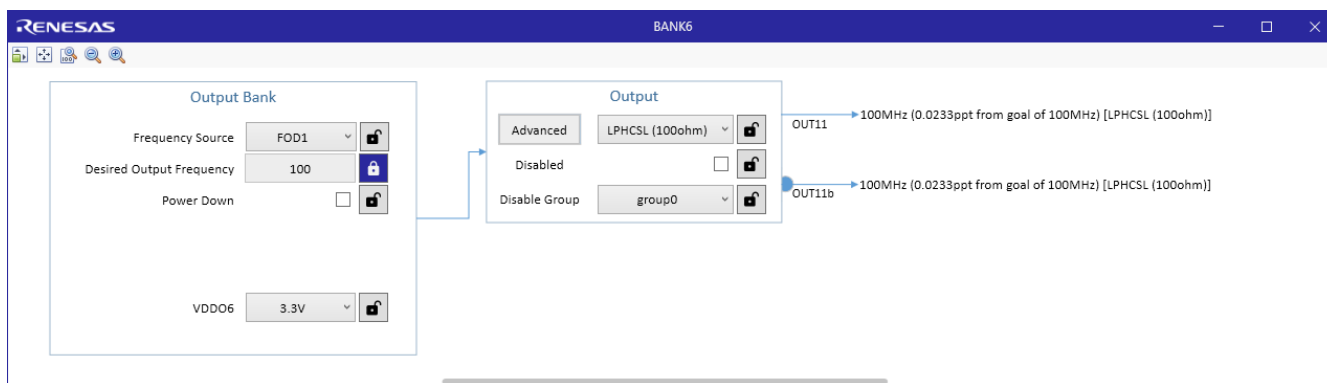 RENESAS
BANK6
Output Bank
Frequency Source FOD1
Desired Output Frequency 100
Power Down
VDDO6 3.3V
Output
Advanced LPHCSL (100ohm)
Disabled
Disable Group group0
OUT11 100MHz (0.0233ppt from goal of 100MHz) [LPHCSL (100ohm)]
OUT11b 100MHz (0.0233ppt from goal of 100MHz) [LPHCSL (100ohm)]